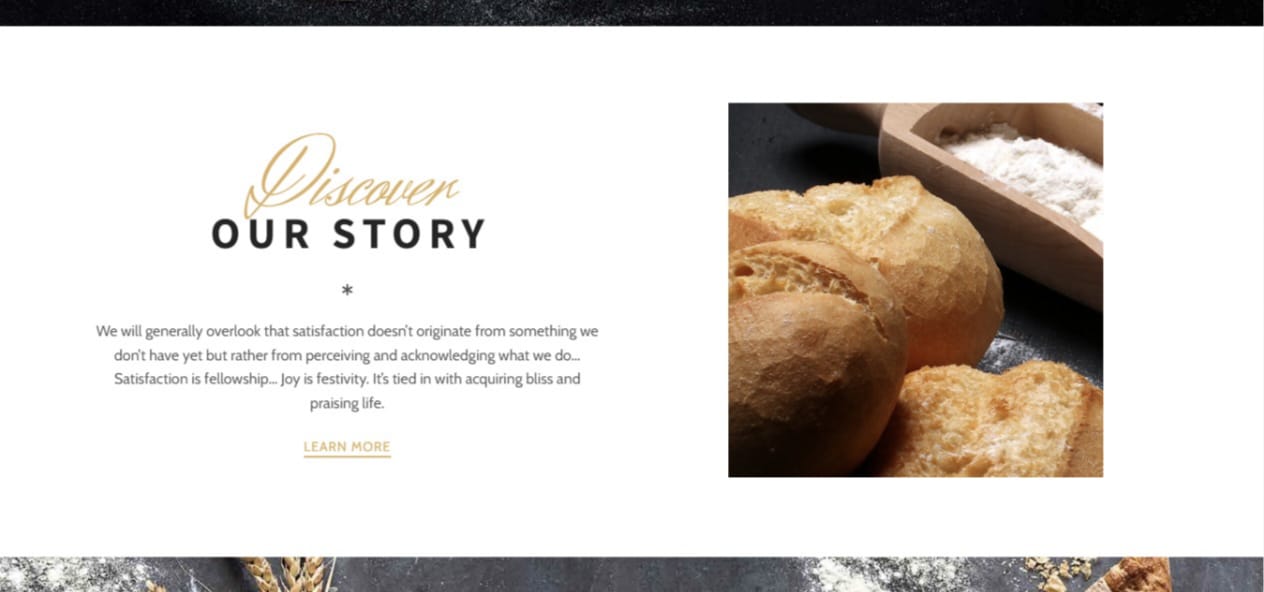 Discover
OUR STORY
*
We will generally overlook that satisfaction doesn't originate from something we
don't have yet but rather from perceiving and acknowledging what we do...
Satisfaction is fellowship... Joy is festivity. It's tied in with acquiring bliss and
praising life.
LEARN MORE